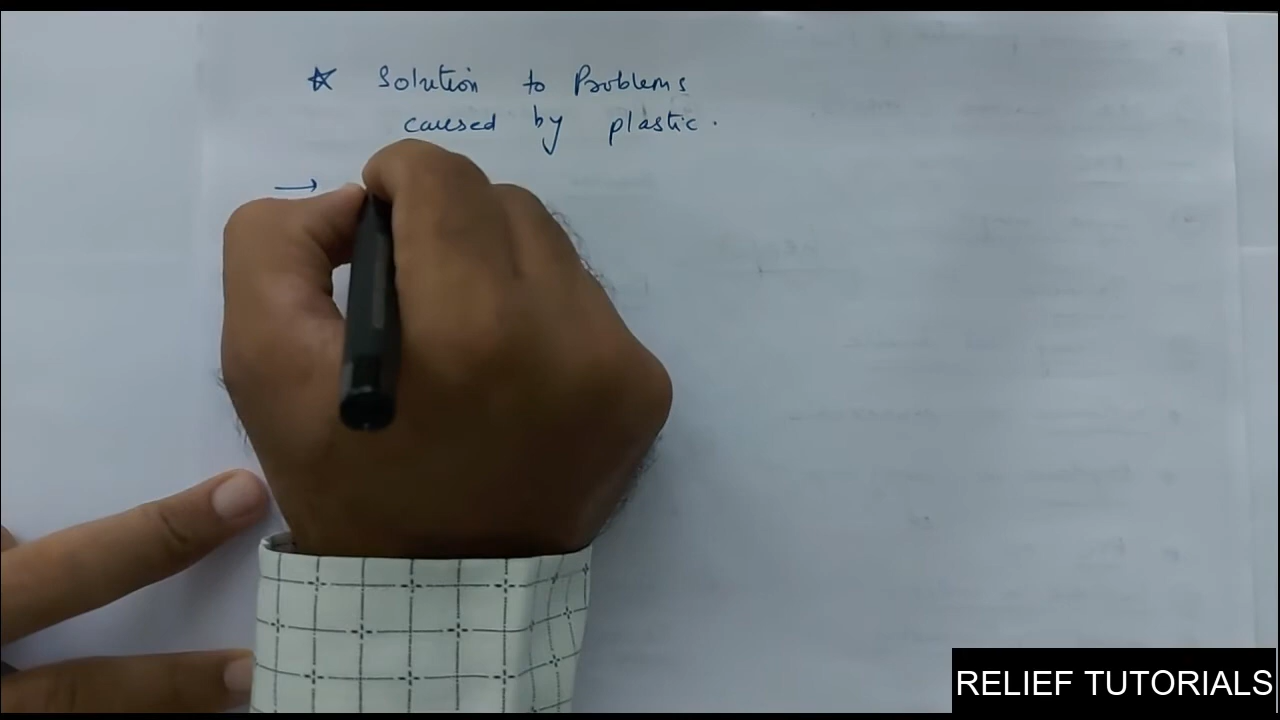 ☆ Solution to Problems
caused by plastic.
→
RELIEF TUTORIALS